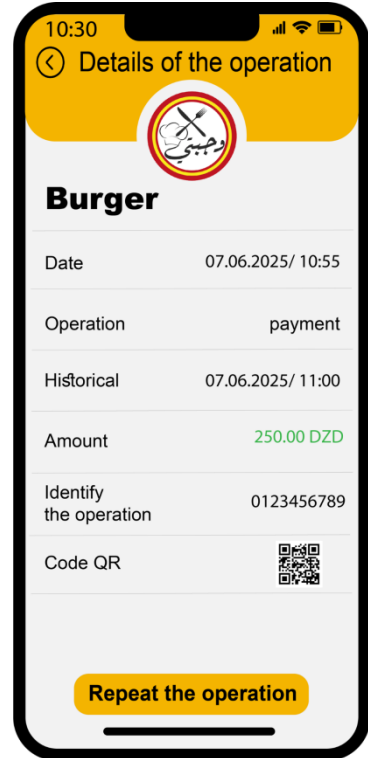 10:30
Details of the operation
وجبتي
Burger
Date 07.06.2025/ 10:55
Operation payment
Historical 07.06.2025/ 11:00
Amount 250.00 DZD
Identify
the operation 0123456789
Code QR
Repeat the operation